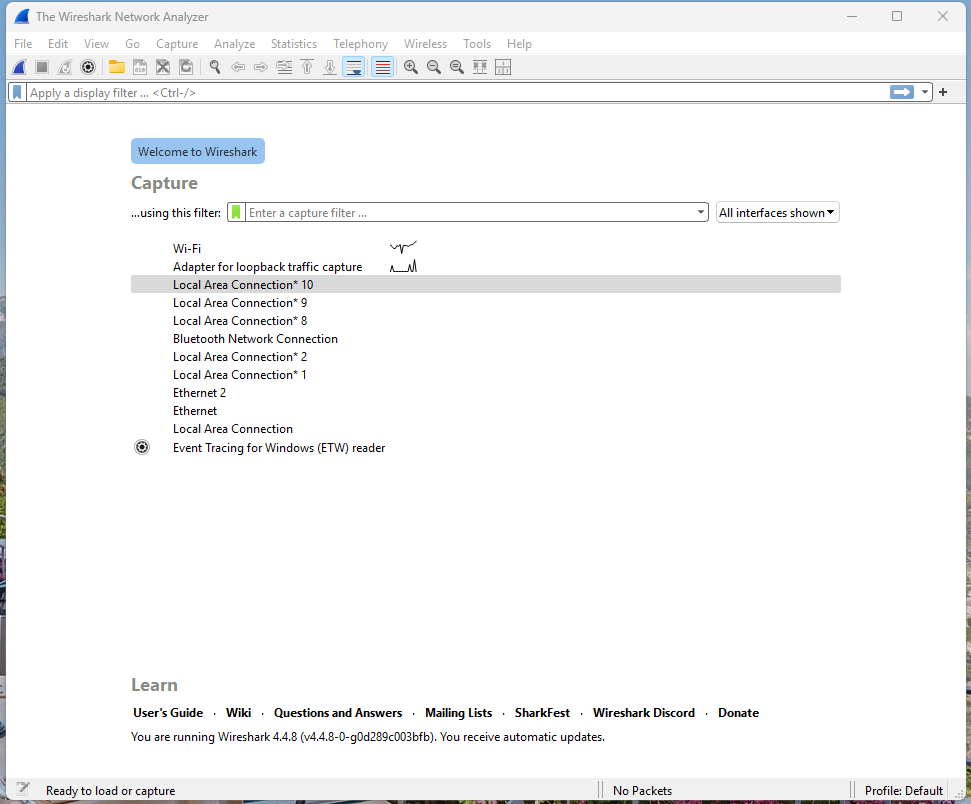 The Wireshark Network Analyzer
File Edit View Go Capture Analyze Statistics Telephony Wireless Tools Help
Apply a display filter ... <Ctrl-/>
Welcome to Wireshark
Capture
...using this filter: Enter a capture filter ... All interfaces shown
Wi-Fi
Adapter for loopback traffic capture
Local Area Connection* 10
Local Area Connection* 9
Local Area Connection* 8
Bluetooth Network Connection
Local Area Connection* 2
Local Area Connection* 1
Ethernet 2
Ethernet
Local Area Connection
Event Tracing for Windows (ETW) reader
Learn
User's Guide · Wiki · Questions and Answers · Mailing Lists · SharkFest · Wireshark Discord · Donate
You are running Wireshark 4.4.8 (v4.4.8-0-g0d289c003bfb). You receive automatic updates.
Ready to load or capture No Packets Profile: Default